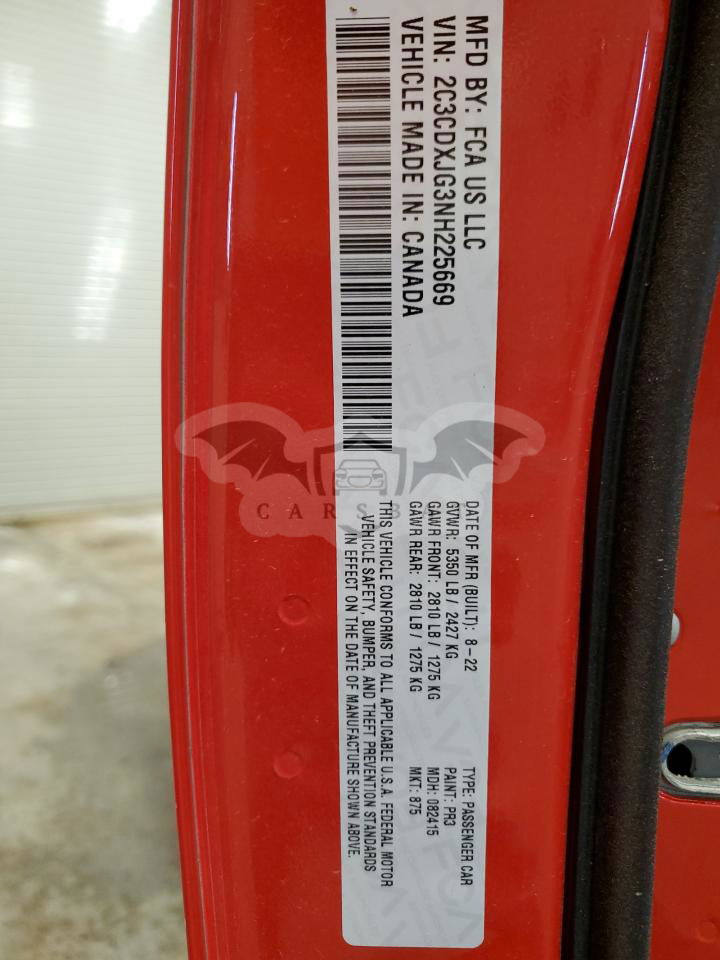 MFD BY: FCA US LLC
VIN: 2C3CDXJG3NH225669
VEHICLE MADE IN: CANADA
DATE OF MFR (BUILT): 8-22
GVWR: 5350 LB / 2427 KG
GAWR FRONT: 2810 LB / 1275 KG
GAWR REAR: 2810 LB / 1275 KG
THIS VEHICLE CONFORMS TO ALL APPLICABLE U.S.A. FEDERAL MOTOR
VEHICLE SAFETY, BUMPER, AND THEFT PREVENTION STANDARDS
IN EFFECT ON THE DATE OF MANUFACTURE SHOWN ABOVE.
TYPE: PASSENGER CAR
PAINT: PR3
MDH: 082415
MKT: 875